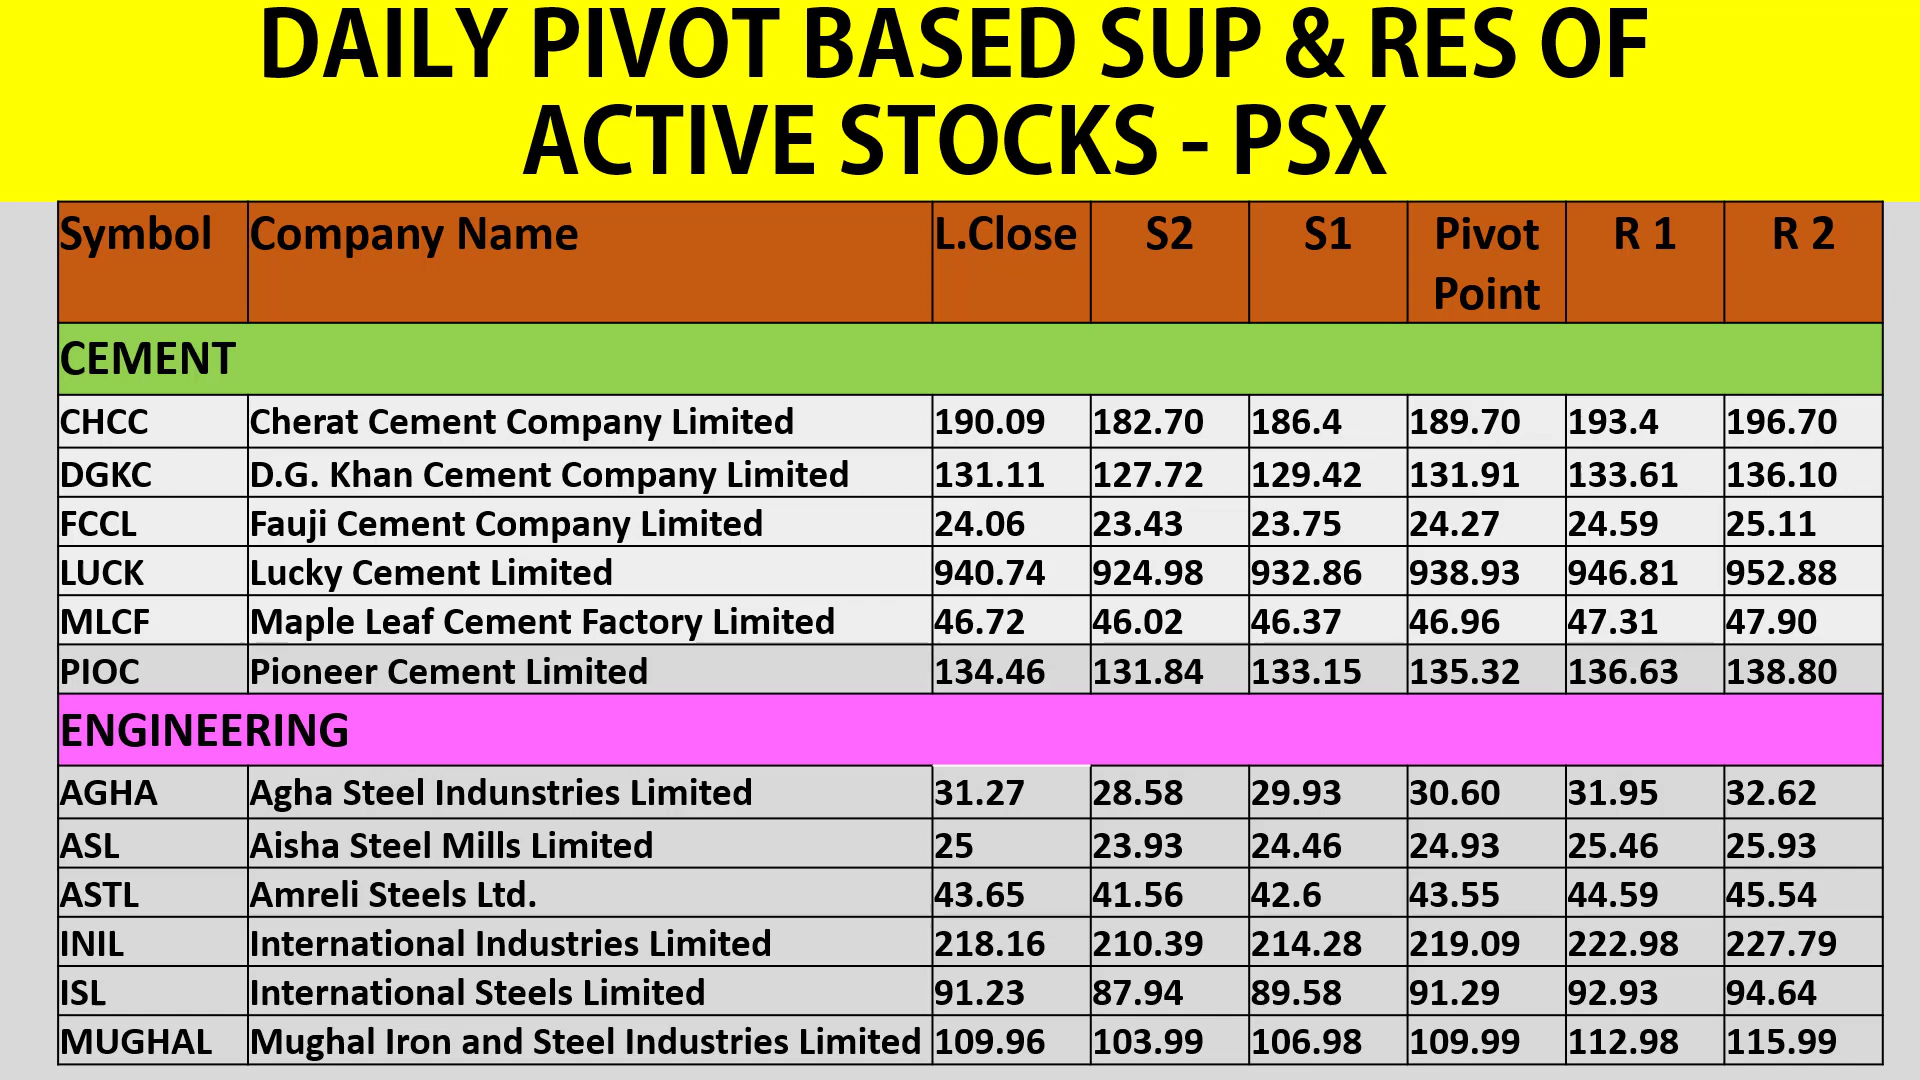 DAILY PIVOT BASED SUP & RES OF
ACTIVE STOCKS - PSX
Symbol Company Name L.Close S2 S1 Pivot Point R 1 R 2
CEMENT
CHCC Cherat Cement Company Limited 190.09 182.70 186.4 189.70 193.4 196.70
DGKC D.G. Khan Cement Company Limited 131.11 127.72 129.42 131.91 133.61 136.10
FCCL Fauji Cement Company Limited 24.06 23.43 23.75 24.27 24.59 25.11
LUCK Lucky Cement Limited 940.74 924.98 932.86 938.93 946.81 952.88
MLCF Maple Leaf Cement Factory Limited 46.72 46.02 46.37 46.96 47.31 47.90
PIOC Pioneer Cement Limited 134.46 131.84 133.15 135.32 136.63 138.80
ENGINEERING
AGHA Agha Steel Indunstries Limited 31.27 28.58 29.93 30.60 31.95 32.62
ASL Aisha Steel Mills Limited 25 23.93 24.46 24.93 25.46 25.93
ASTL Amreli Steels Ltd. 43.65 41.56 42.6 43.55 44.59 45.54
INIL International Industries Limited 218.16 210.39 214.28 219.09 222.98 227.79
ISL International Steels Limited 91.23 87.94 89.58 91.29 92.93 94.64
MUGHAL Mughal Iron and Steel Industries Limited 109.96 103.99 106.98 109.99 112.98 115.99